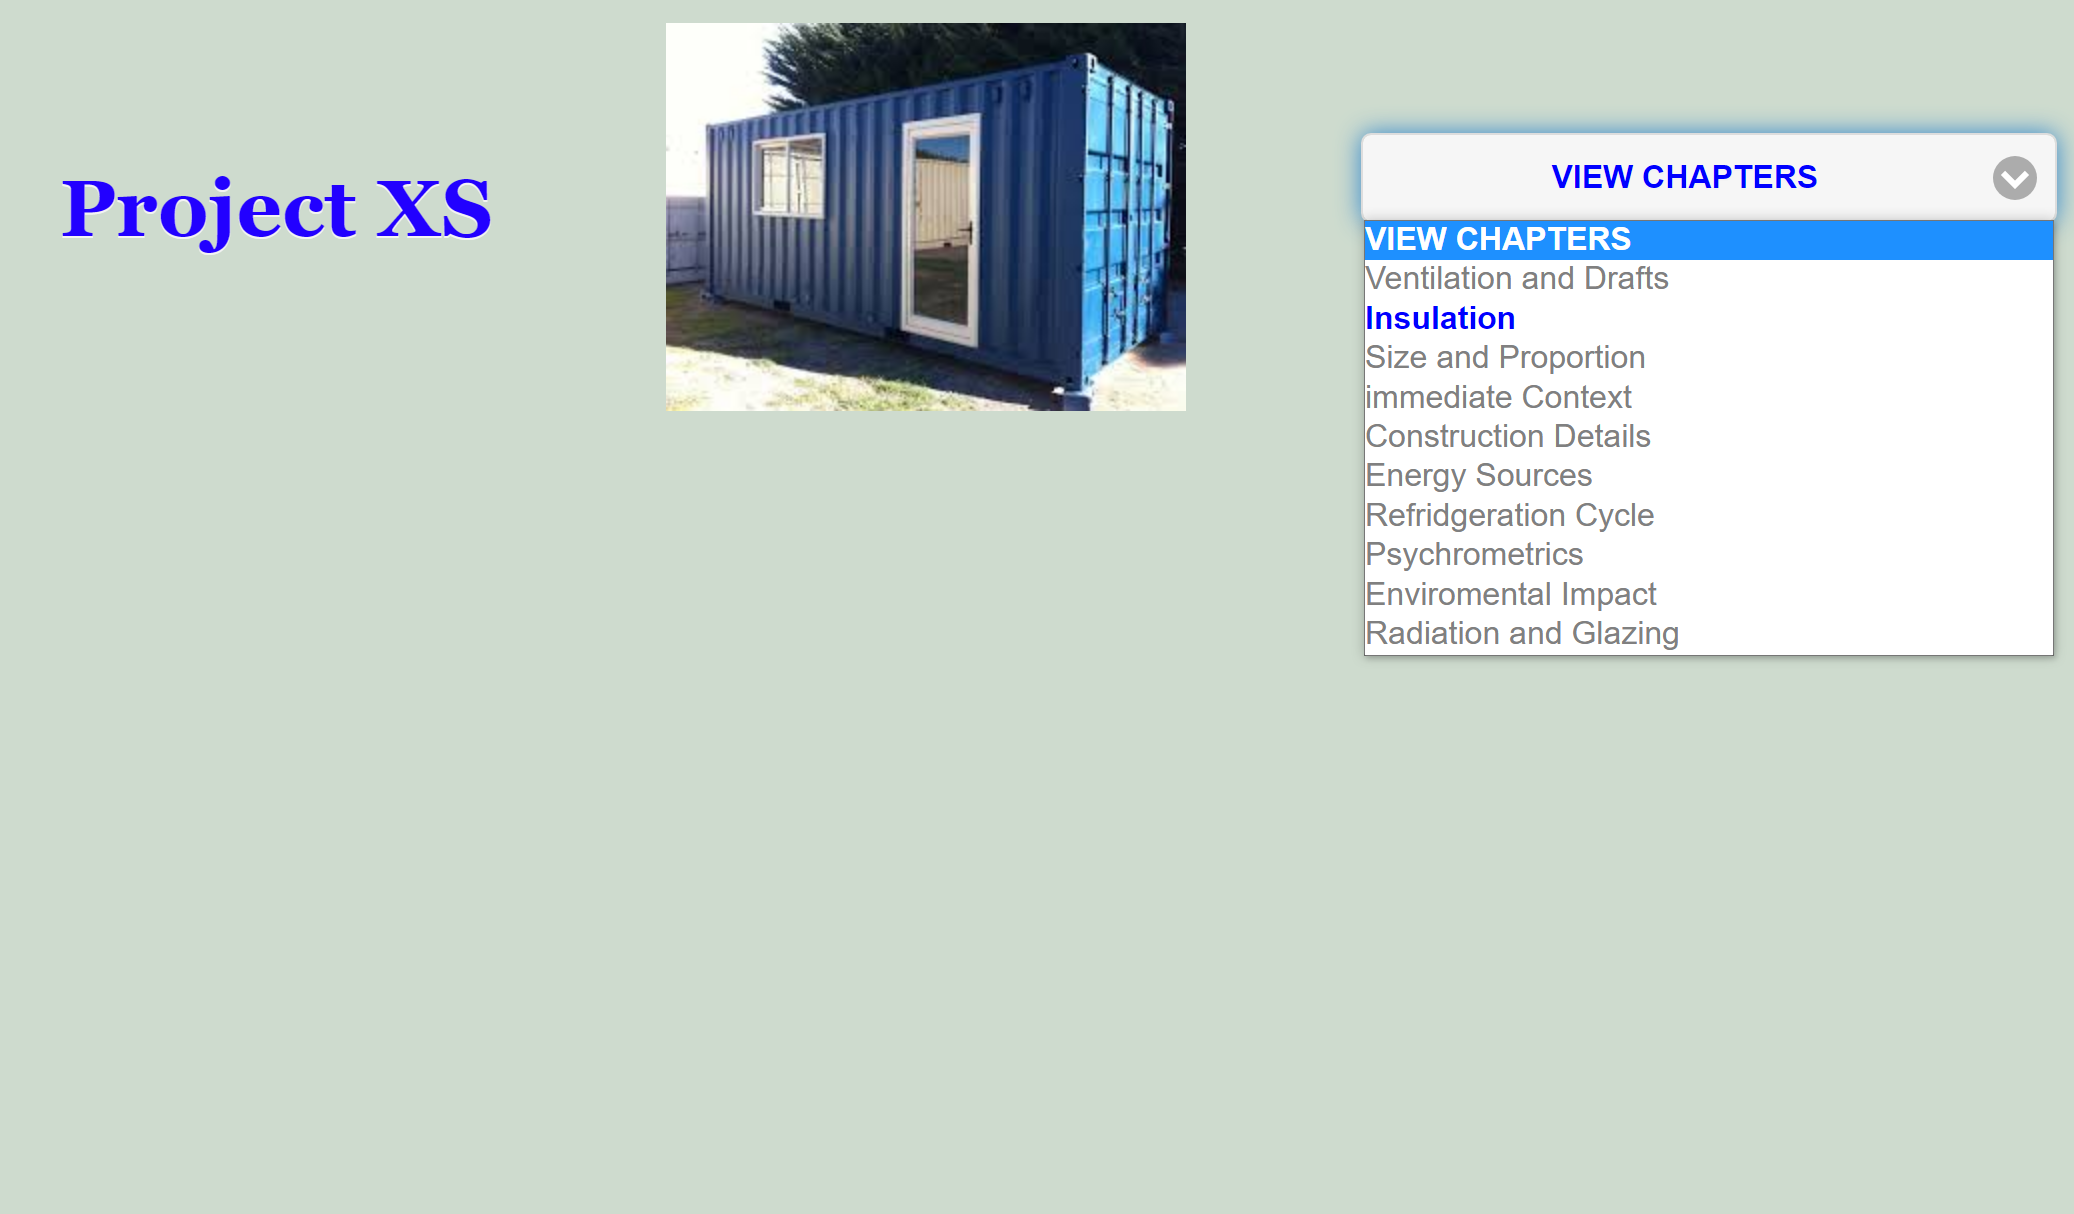 Project XS
VIEW CHAPTERS
VIEW CHAPTERS
Ventilation and Drafts
Insulation
Size and Proportion
immediate Context
Construction Details
Energy Sources
Refridgeration Cycle
Psychrometrics
Enviromental Impact
Radiation and Glazing